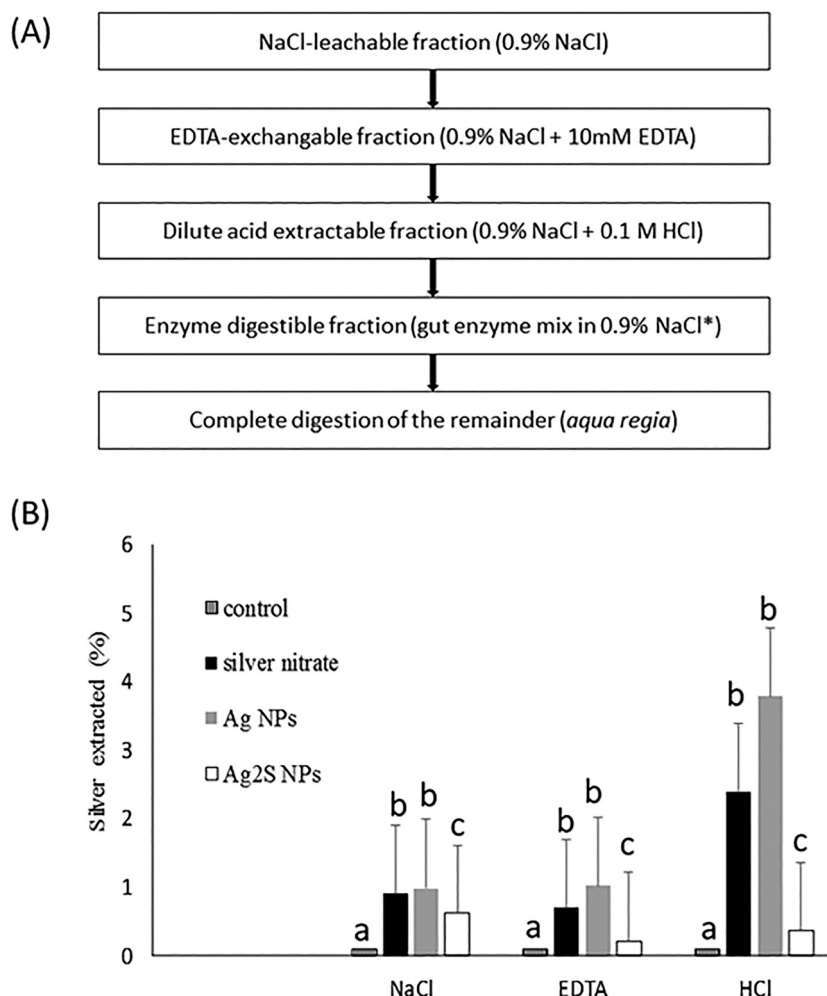 (A)
NaCl-leachable fraction (0.9% NaCl)
EDTA-exchangable fraction (0.9% NaCl + 10mM EDTA)
Dilute acid extractable fraction (0.9% NaCl + 0.1 M HCl)
Enzyme digestible fraction (gut enzyme mix in 0.9% NaCl*)
Complete digestion of the remainder (aqua regia)
(B)
Silver extracted (%)
6
5
4
3
2
1
0
control
silver nitrate
Ag NPs
Ag2S NPs
a b b c
a b b c
a b b c
NaCl EDTA HCl